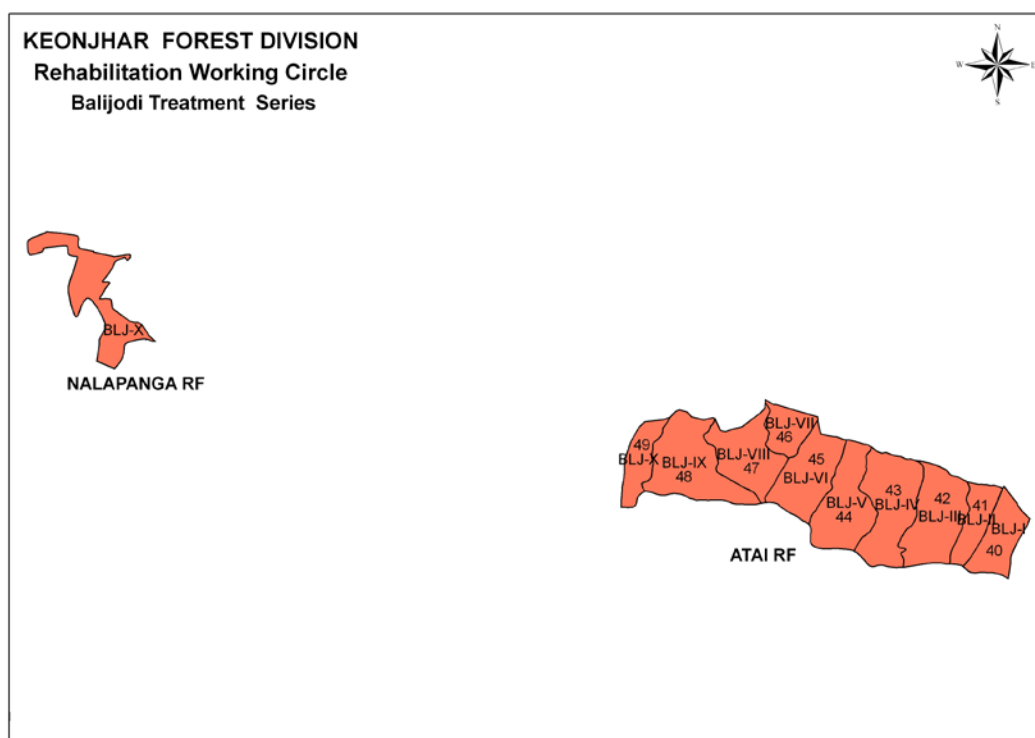 KEONJHAR FOREST DIVISION
Rehabilitation Working Circle
Balijodi Treatment Series
N
W
E
S
BLJ-X
NALAPANGA RF
49
BLJ-X
BLJ-IX
48
BLJ-VIII
47
BLJ-VII
46
45
BLJ-VI
BLJ-V
44
43
BLJ-IV
42
BLJ-III
41
BLJ-II
BLJ-I
40
ATAI RF